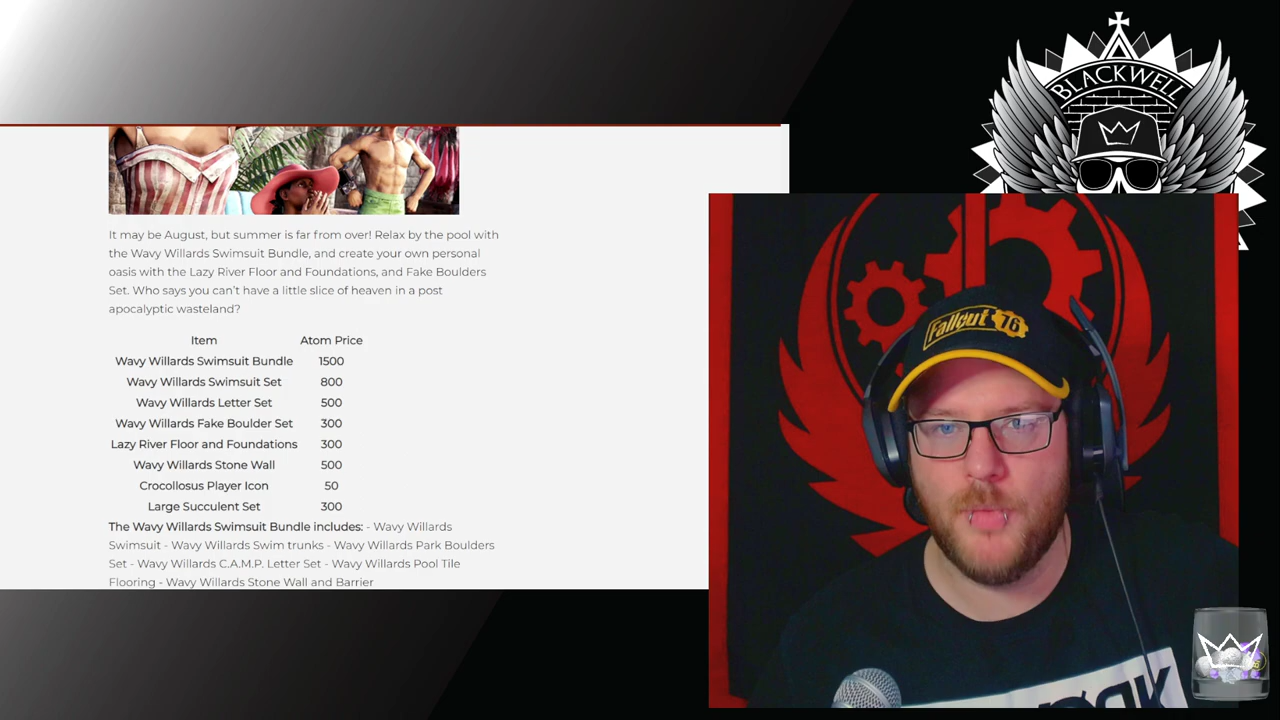 BLACKWELL
It may be August, but summer is far from over! Relax by the pool with
the Wavy Willards Swimsuit Bundle, and create your own personal
oasis with the Lazy River Floor and Foundations, and Fake Boulders
Set. Who says you can't have a little slice of heaven in a post
apocalyptic wasteland?
Item Atom Price
Wavy Willards Swimsuit Bundle 1500
Wavy Willards Swimsuit Set 800
Wavy Willards Letter Set 500
Wavy Willards Fake Boulder Set 300
Lazy River Floor and Foundations 300
Wavy Willards Stone Wall 500
Crocollosus Player Icon 50
Large Succulent Set 300
The Wavy Willards Swimsuit Bundle includes: - Wavy Willards
Swimsuit - Wavy Willards Swim trunks - Wavy Willards Park Boulders
Set - Wavy Willards C.A.M.P. Letter Set - Wavy Willards Pool Tile
Flooring - Wavy Willards Stone Wall and Barrier
Fallout 76